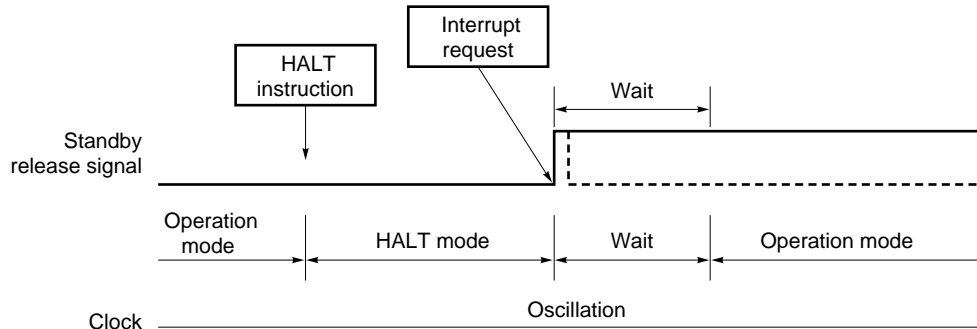 Interrupt
request
HALT
instruction
Wait
Standby
release signal
Operation
mode
HALT mode
Wait
Operation mode
Oscillation
Clock